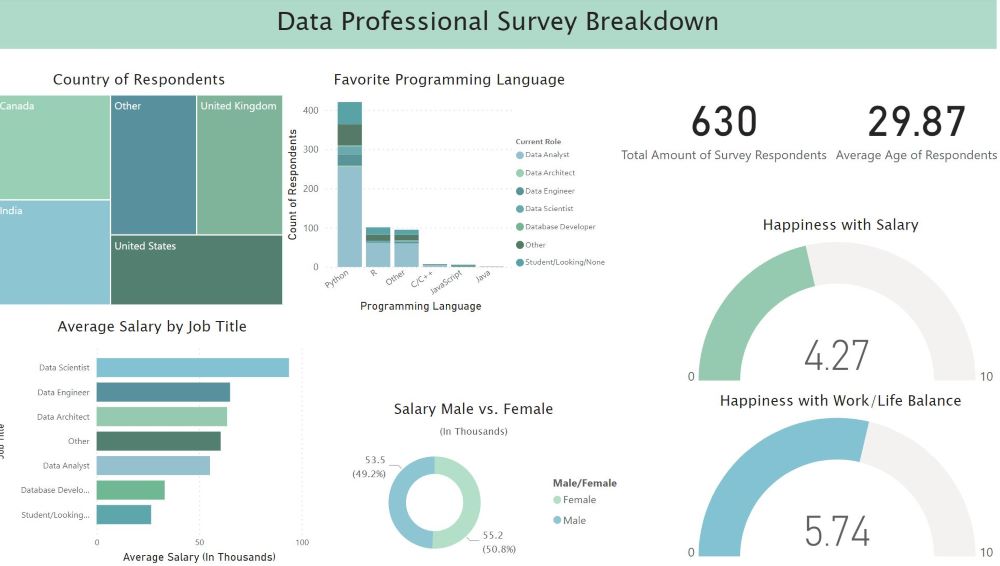 Data Professional Survey Breakdown
Country of Respondents
Canada
Other
United Kingdom
India
United States
Favorite Programming Language
Count of Respondents
400
300
200
100
0
Python
R
Other
C/C++
JavaScript
Java
Programming Language
Current Role
Data Analyst
Data Architect
Data Engineer
Data Scientist
Database Developer
Other
Student/Looking/None
630
Total Amount of Survey Respondents
29.87
Average Age of Respondents
Happiness with Salary
4.27
0
10
Happiness with Work/Life Balance
5.74
0
10
Average Salary by Job Title
Job Title
Data Scientist
Data Engineer
Data Architect
Other
Data Analyst
Database Develo...
Student/Looking...
0
50
100
Average Salary (In Thousands)
Salary Male vs. Female
(In Thousands)
53.5
(49.2%)
55.2
(50.8%)
Male/Female
Female
Male